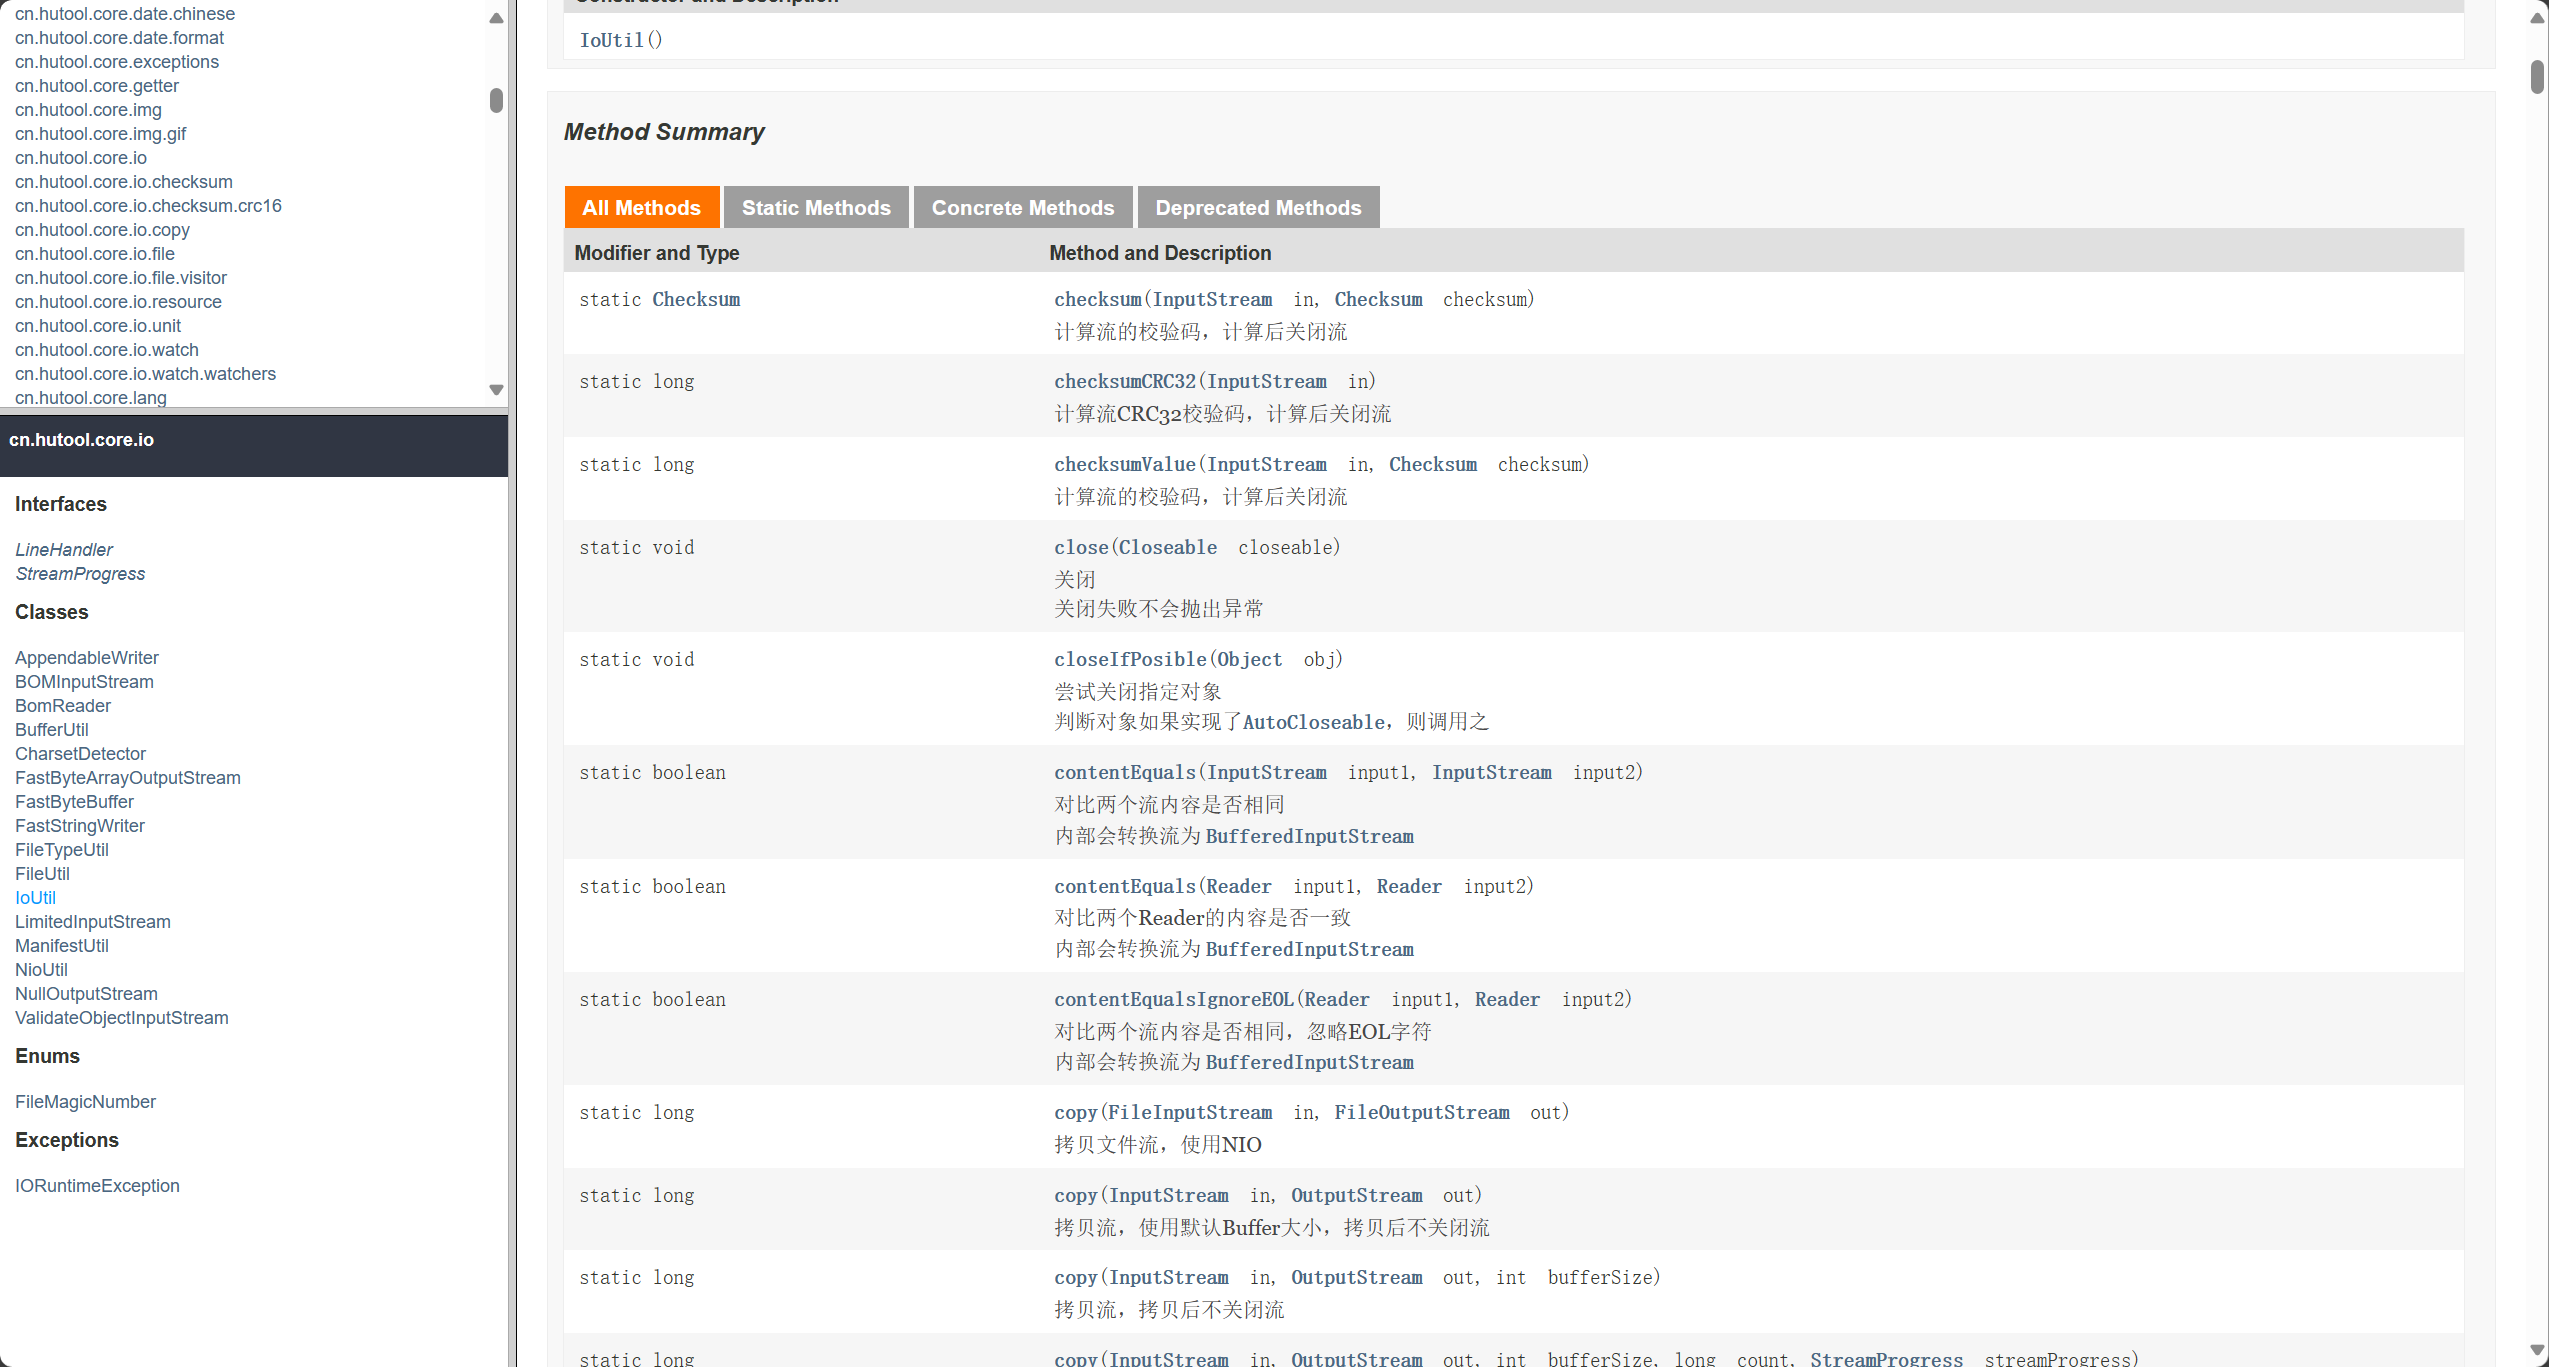 cn.hutool.core.date.chinese
cn.hutool.core.date.format
cn.hutool.core.exceptions
cn.hutool.core.getter
cn.hutool.core.img
cn.hutool.core.img.gif
cn.hutool.core.io
cn.hutool.core.io.checksum
cn.hutool.core.io.checksum.crc16
cn.hutool.core.io.copy
cn.hutool.core.io.file
cn.hutool.core.io.file.visitor
cn.hutool.core.io.resource
cn.hutool.core.io.unit
cn.hutool.core.io.watch
cn.hutool.core.io.watch.watchers
cn.hutool.core.lang
cn.hutool.core.io
Interfaces
LineHandler
StreamProgress
Classes
AppendableWriter
BOMInputStream
BomReader
BufferUtil
CharsetDetector
FastByteArrayOutputStream
FastByteBuffer
FastStringWriter
FileTypeUtil
FileUtil
IoUtil
LimitedInputStream
ManifestUtil
NioUtil
NullOutputStream
ValidateObjectInputStream
Enums
FileMagicNumber
Exceptions
IORuntimeException
Constructor and Description
IoUtil()
Method Summary
All Methods Static Methods Concrete Methods Deprecated Methods
Modifier and Type Method and Description
static Checksum checksum(InputStream in, Checksum checksum)
计算流的校验码，计算后关闭流
static long checksumCRC32(InputStream in)
计算流CRC32校验码，计算后关闭流
static long checksumValue(InputStream in, Checksum checksum)
计算流的校验码，计算后关闭流
static void close(Closeable closeable)
关闭
关闭失败不会抛出异常
static void closeIfPosible(Object obj)
尝试关闭指定对象
判断对象如果实现了AutoCloseable，则调用之
static boolean contentEquals(InputStream input1, InputStream input2)
对比两个流内容是否相同
内部会转换流为 BufferedInputStream
static boolean contentEquals(Reader input1, Reader input2)
对比两个Reader的内容是否一致
内部会转换流为 BufferedInputStream
static boolean contentEqualsIgnoreEOL(Reader input1, Reader input2)
对比两个流内容是否相同，忽略EOL字符
内部会转换流为 BufferedInputStream
static long copy(FileInputStream in, FileOutputStream out)
拷贝文件流，使用NIO
static long copy(InputStream in, OutputStream out)
拷贝流，使用默认Buffer大小，拷贝后不关闭流
static long copy(InputStream in, OutputStream out, int bufferSize)
拷贝流，拷贝后不关闭流
static long copy(InputStream in, OutputStream out, int bufferSize, long count, StreamProgress streamProgress)